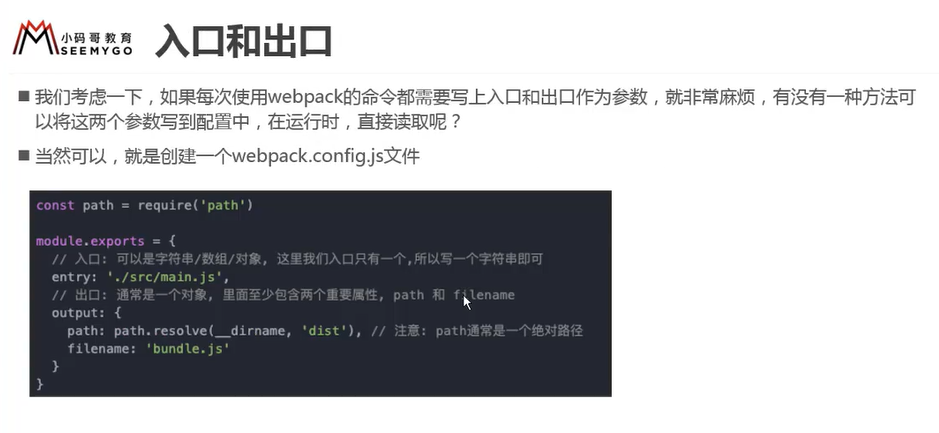 小码哥教育
SEEMYGO
入口和出口
我们考虑一下，如果每次使用webpack的命令都需要写上入口和出口作为参数，就非常麻烦，有没有一种方法可
以将这两个参数写到配置中，在运行时，直接读取呢？
当然可以，就是创建一个webpack.config.js文件
const path = require('path')
module.exports = {
// 入口: 可以是字符串/数组/对象, 这里我们入口只有一个,所以写一个字符串即可
entry: './src/main.js',
// 出口: 通常是一个对象, 里面至少包含两个重要属性, path 和 filename
output: {
path: path.resolve(__dirname, 'dist'), // 注意: path通常是一个绝对路径
filename: 'bundle.js'
}
}